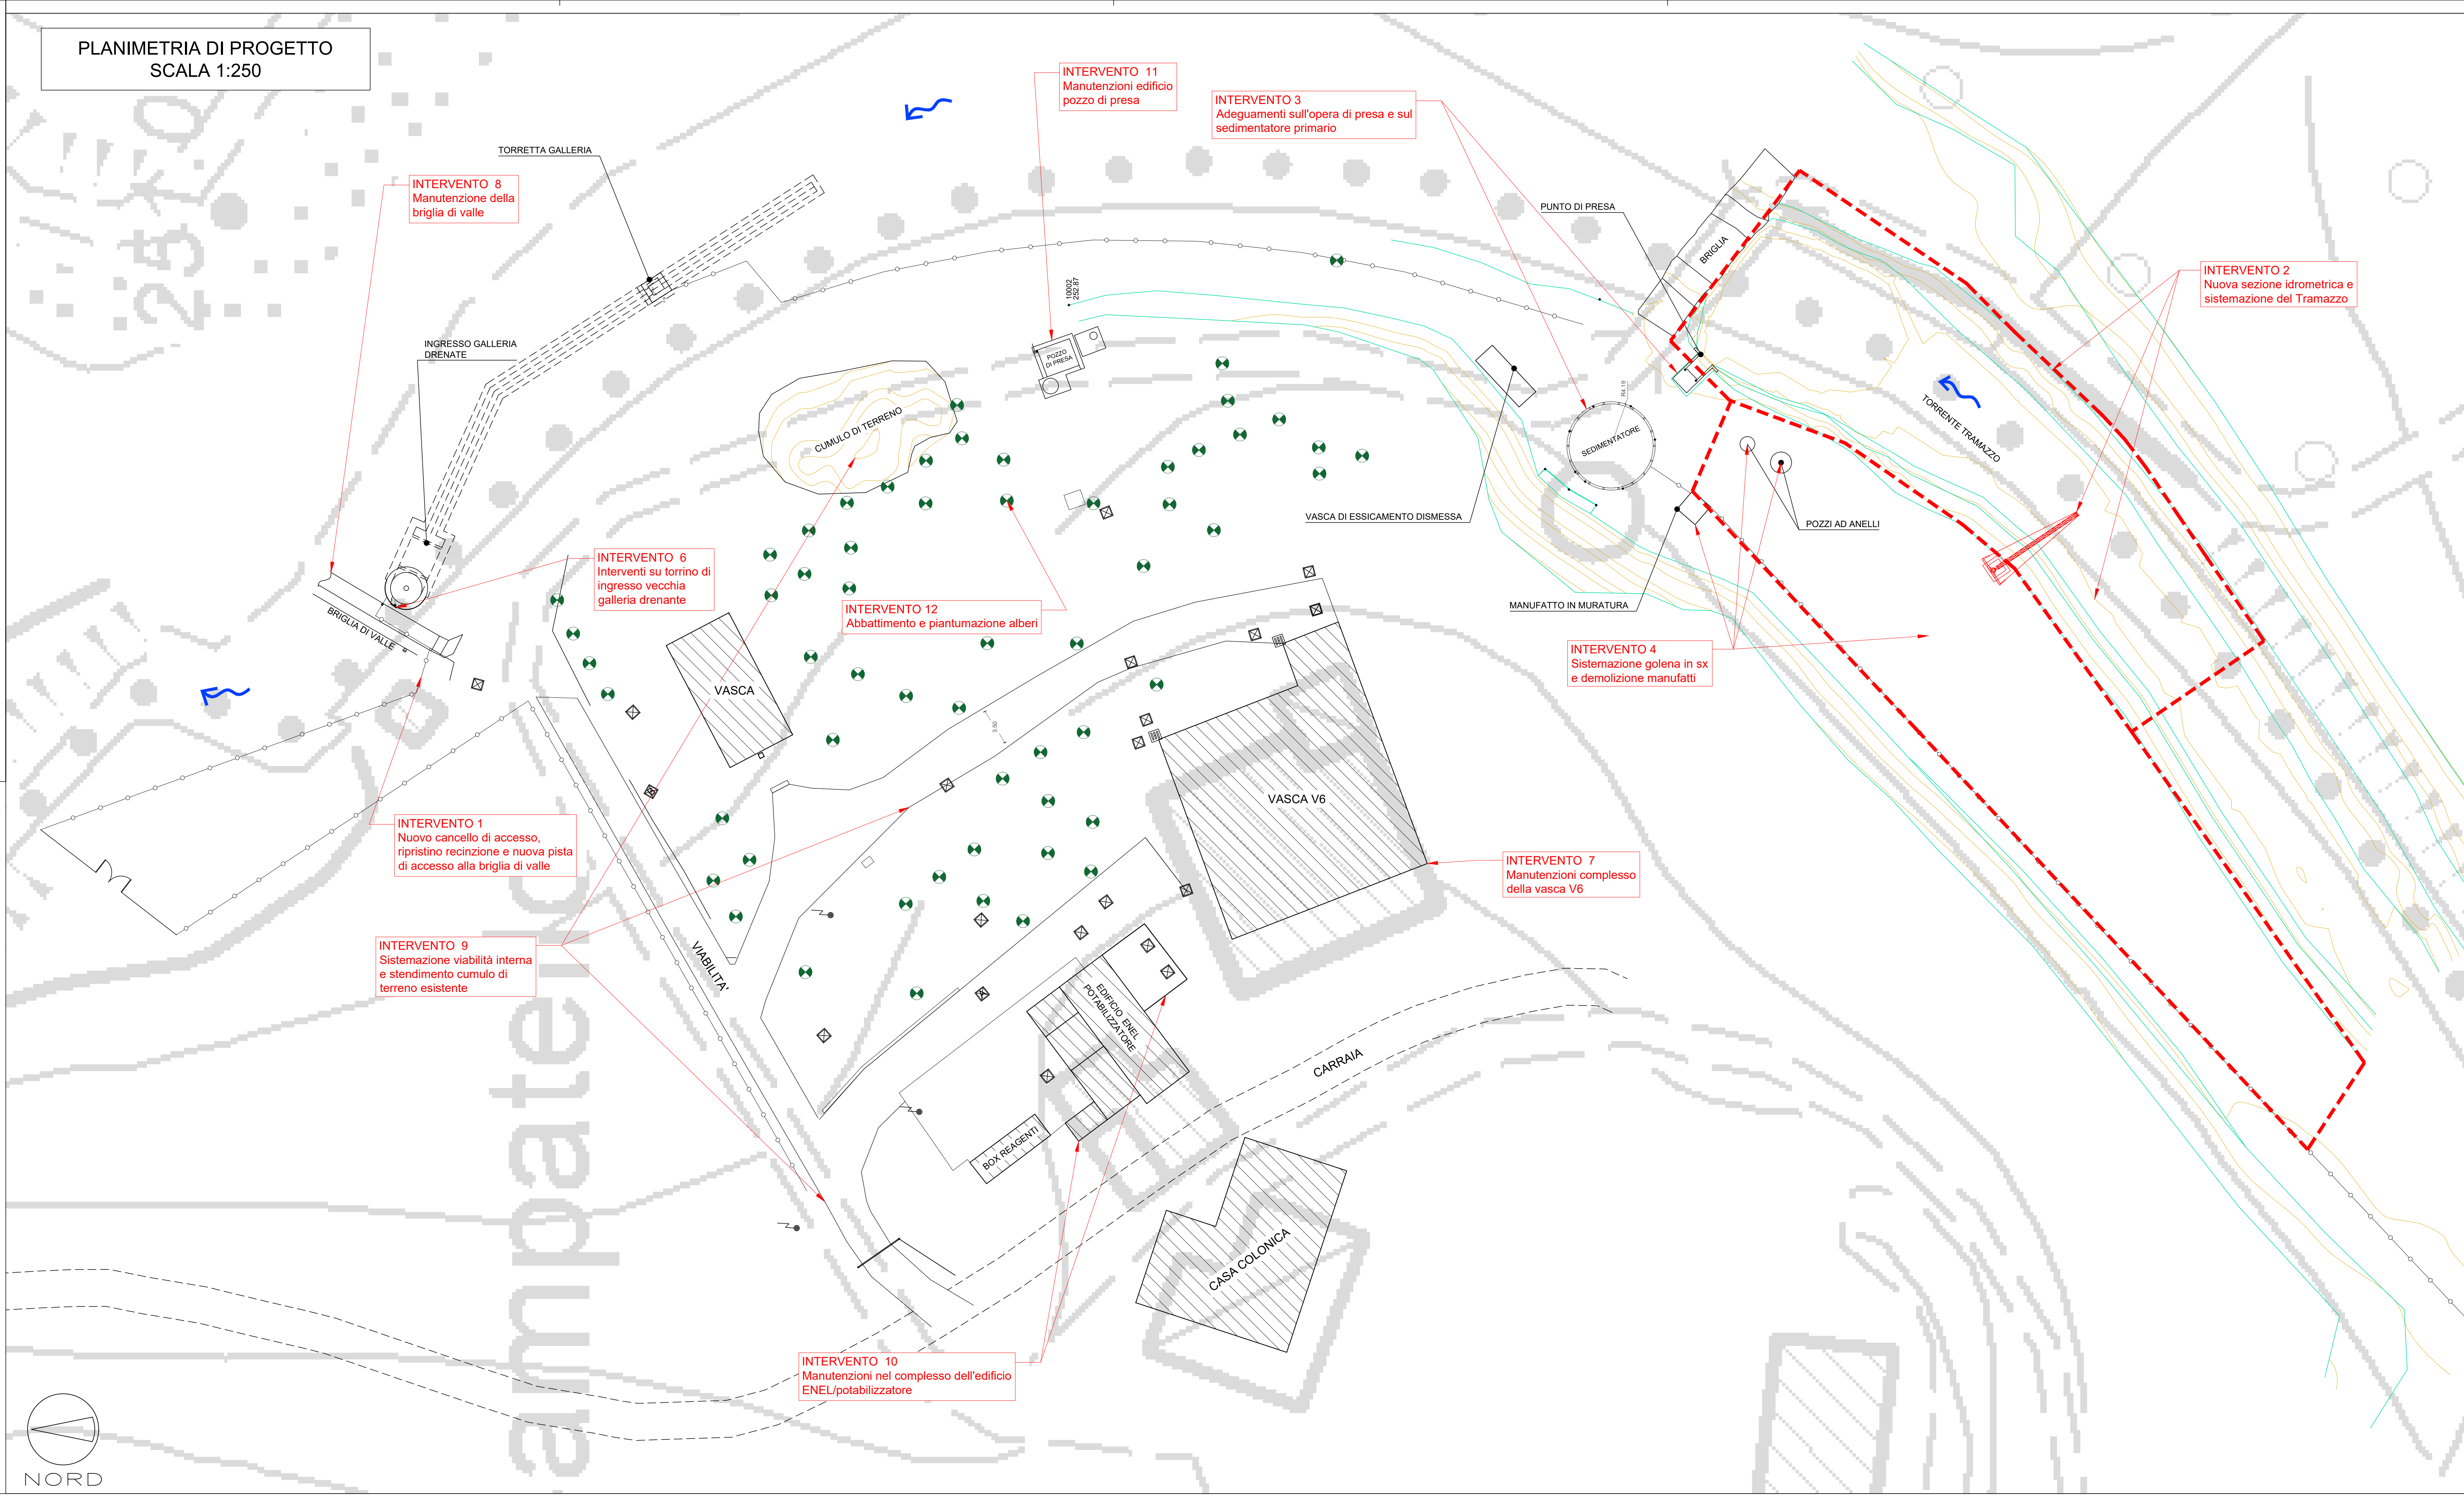 PLANIMETRIA DI PROGETTO
SCALA 1:250
INTERVENTO 11
Manutenzioni edificio
pozzo di presa
INTERVENTO 3
Adeguamenti sull'opera di presa e sul
sedimentatore primario
TORRETTA GALLERIA
INTERVENTO 8
Manutenzione della
briglia di valle
PUNTO DI PRESA
BRIGLIA
INTERVENTO 2
Nuova sezione idrometrica e
sistemazione del Tramazzo
10002
252.87
INGRESSO GALLERIA
DRENATE
POZZO
DI PRESA
CUMULO DI TERRENO
R4.19
SEDIMENTATORE
TORRENTE TRAMAZZO
VASCA DI ESSICAMENTO DISMESSA
POZZI AD ANELLI
INTERVENTO 6
Interventi su torrino di
ingresso vecchia
galleria drenante
INTERVENTO 12
Abbattimento e piantumazione alberi
MANUFATTO IN MURATURA
BRIGLIA DI VALLE
INTERVENTO 4
Sistemazione golena in sx
e demolizione manufatti
VASCA
3.50
VASCA V6
INTERVENTO 1
Nuovo cancello di accesso,
ripristino recinzione e nuova pista
di accesso alla briglia di valle
INTERVENTO 7
Manutenzioni complesso
della vasca V6
INTERVENTO 9
Sistemazione viabilità interna
e stendimento cumulo di
terreno esistente
VIABILITA'
EDIFICIO ENEL
POTABILIZZATORE
CARRAIA
BOX REAGENTI
CASA COLONICA
INTERVENTO 10
Manutenzioni nel complesso dell'edificio
ENEL/potabilizzatore
NORD